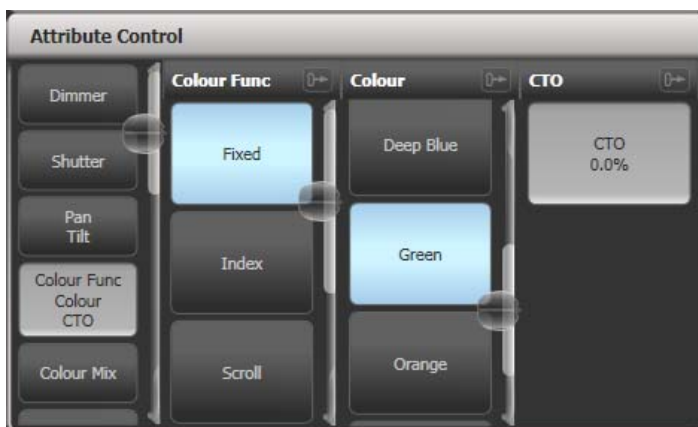 Attribute Control
Dimmer
Shutter
Pan
Tilt
Colour Func
Colour
CTO
Colour Mix
Colour Func
Fixed
Index
Scroll
Colour
Deep Blue
Green
Orange
CTO
CTO
0.0%